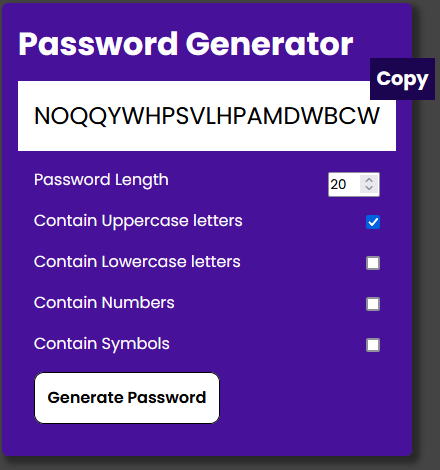 Password Generator
Copy
NOQQYWHPSVLHPAMDWBCW
Password Length
20
Contain Uppercase letters
Contain Lowercase letters
Contain Numbers
Contain Symbols
Generate Password